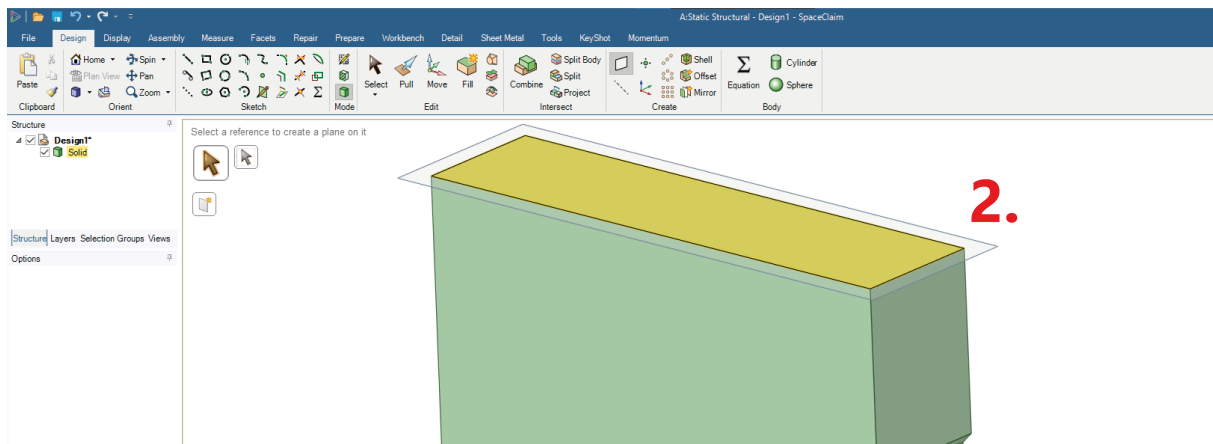 A:Static Structural - Design1 - SpaceClaim
File Design Display Assembly Measure Facets Repair Prepare Workbench Detail Sheet Metal Tools KeyShot Momentum
Home Spin Split Body Shell Cylinder
Plan View Pan Split Offset
Paste Zoom Select Pull Move Fill Combine Project Mirror Equation Sphere
Clipboard Orient Sketch Mode Edit Intersect Create Body
Structure
Select a reference to create a plane on it
Design1*
Solid
2.
Structure Layers Selection Groups Views
Options